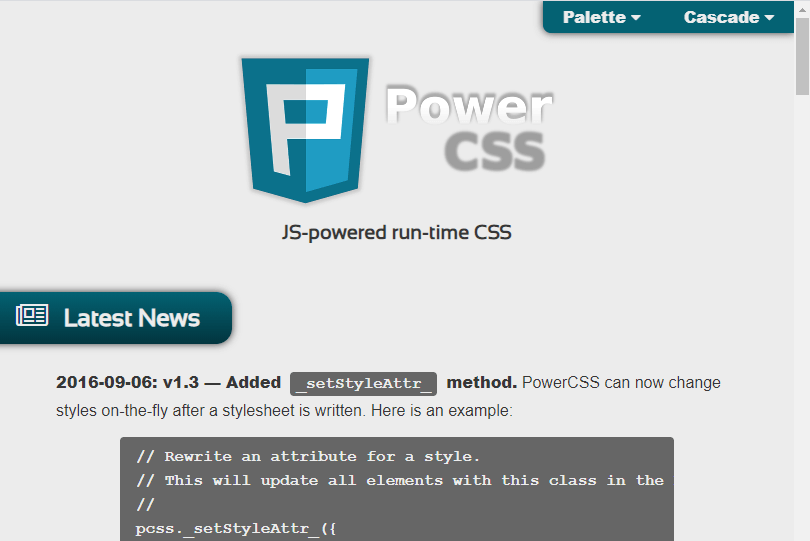 Palette Cascade
P
Power
CSS
JS-powered run-time CSS
Latest News
2016-09-06: v1.3 — Added _setStyleAttr_ method. PowerCSS can now change
styles on-the-fly after a stylesheet is written. Here is an example:
// Rewrite an attribute for a style.
// This will update all elements with this class in the
//
pcss._setStyleAttr_({